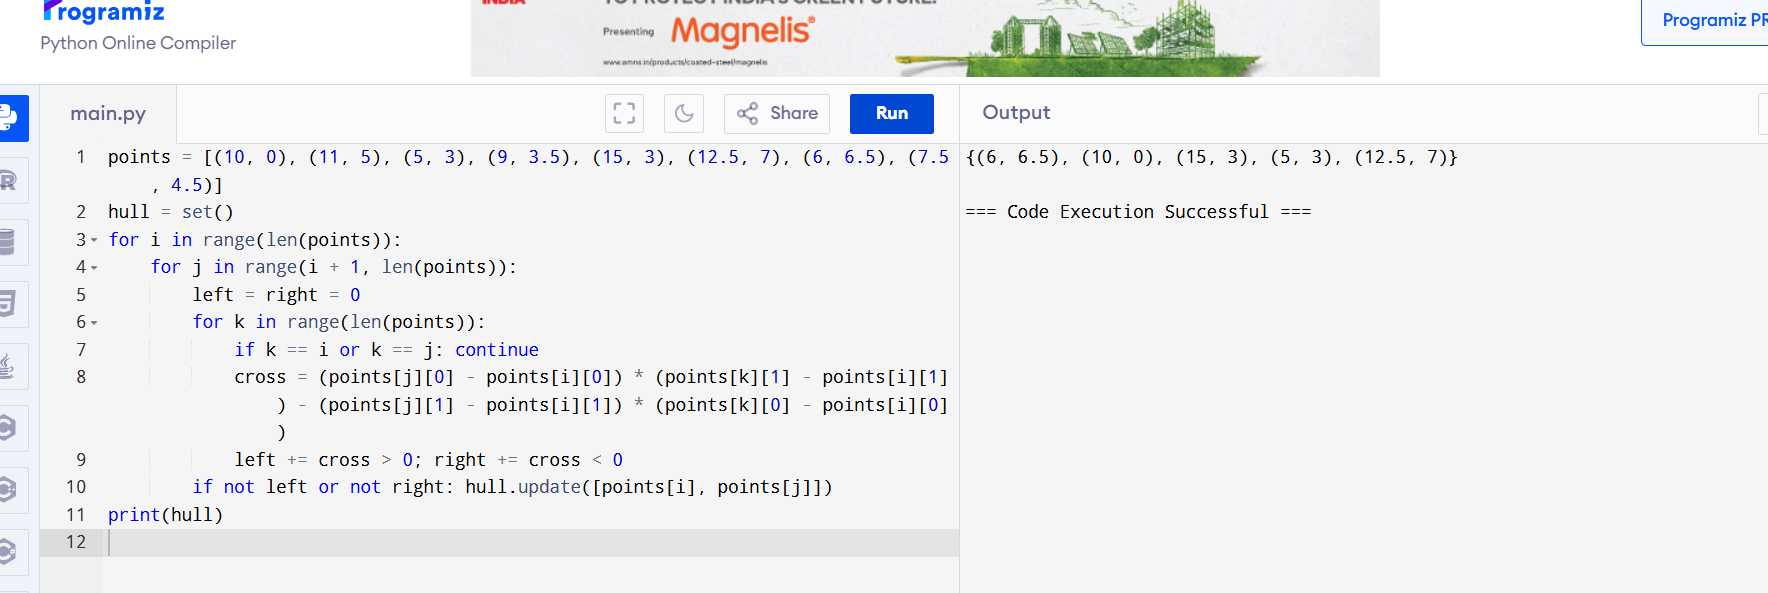 Programiz
Python Online Compiler
INDIA
Presenting Magnelis®
www.amns.in/products/coated-steel/magnelis
Programiz PR
main.py
Share
Run
Output
1 points = [(10, 0), (11, 5), (5, 3), (9, 3.5), (15, 3), (12.5, 7), (6, 6.5), (7.5
, 4.5)]
2 hull = set()
3 for i in range(len(points)):
4 for j in range(i + 1, len(points)):
5 left = right = 0
6 for k in range(len(points)):
7 if k == i or k == j: continue
8 cross = (points[j][0] - points[i][0]) * (points[k][1] - points[i][1]
) - (points[j][1] - points[i][1]) * (points[k][0] - points[i][0]
)
9 left += cross > 0; right += cross < 0
10 if not left or not right: hull.update([points[i], points[j]])
11 print(hull)
12
{(6, 6.5), (10, 0), (15, 3), (5, 3), (12.5, 7)}
=== Code Execution Successful ===